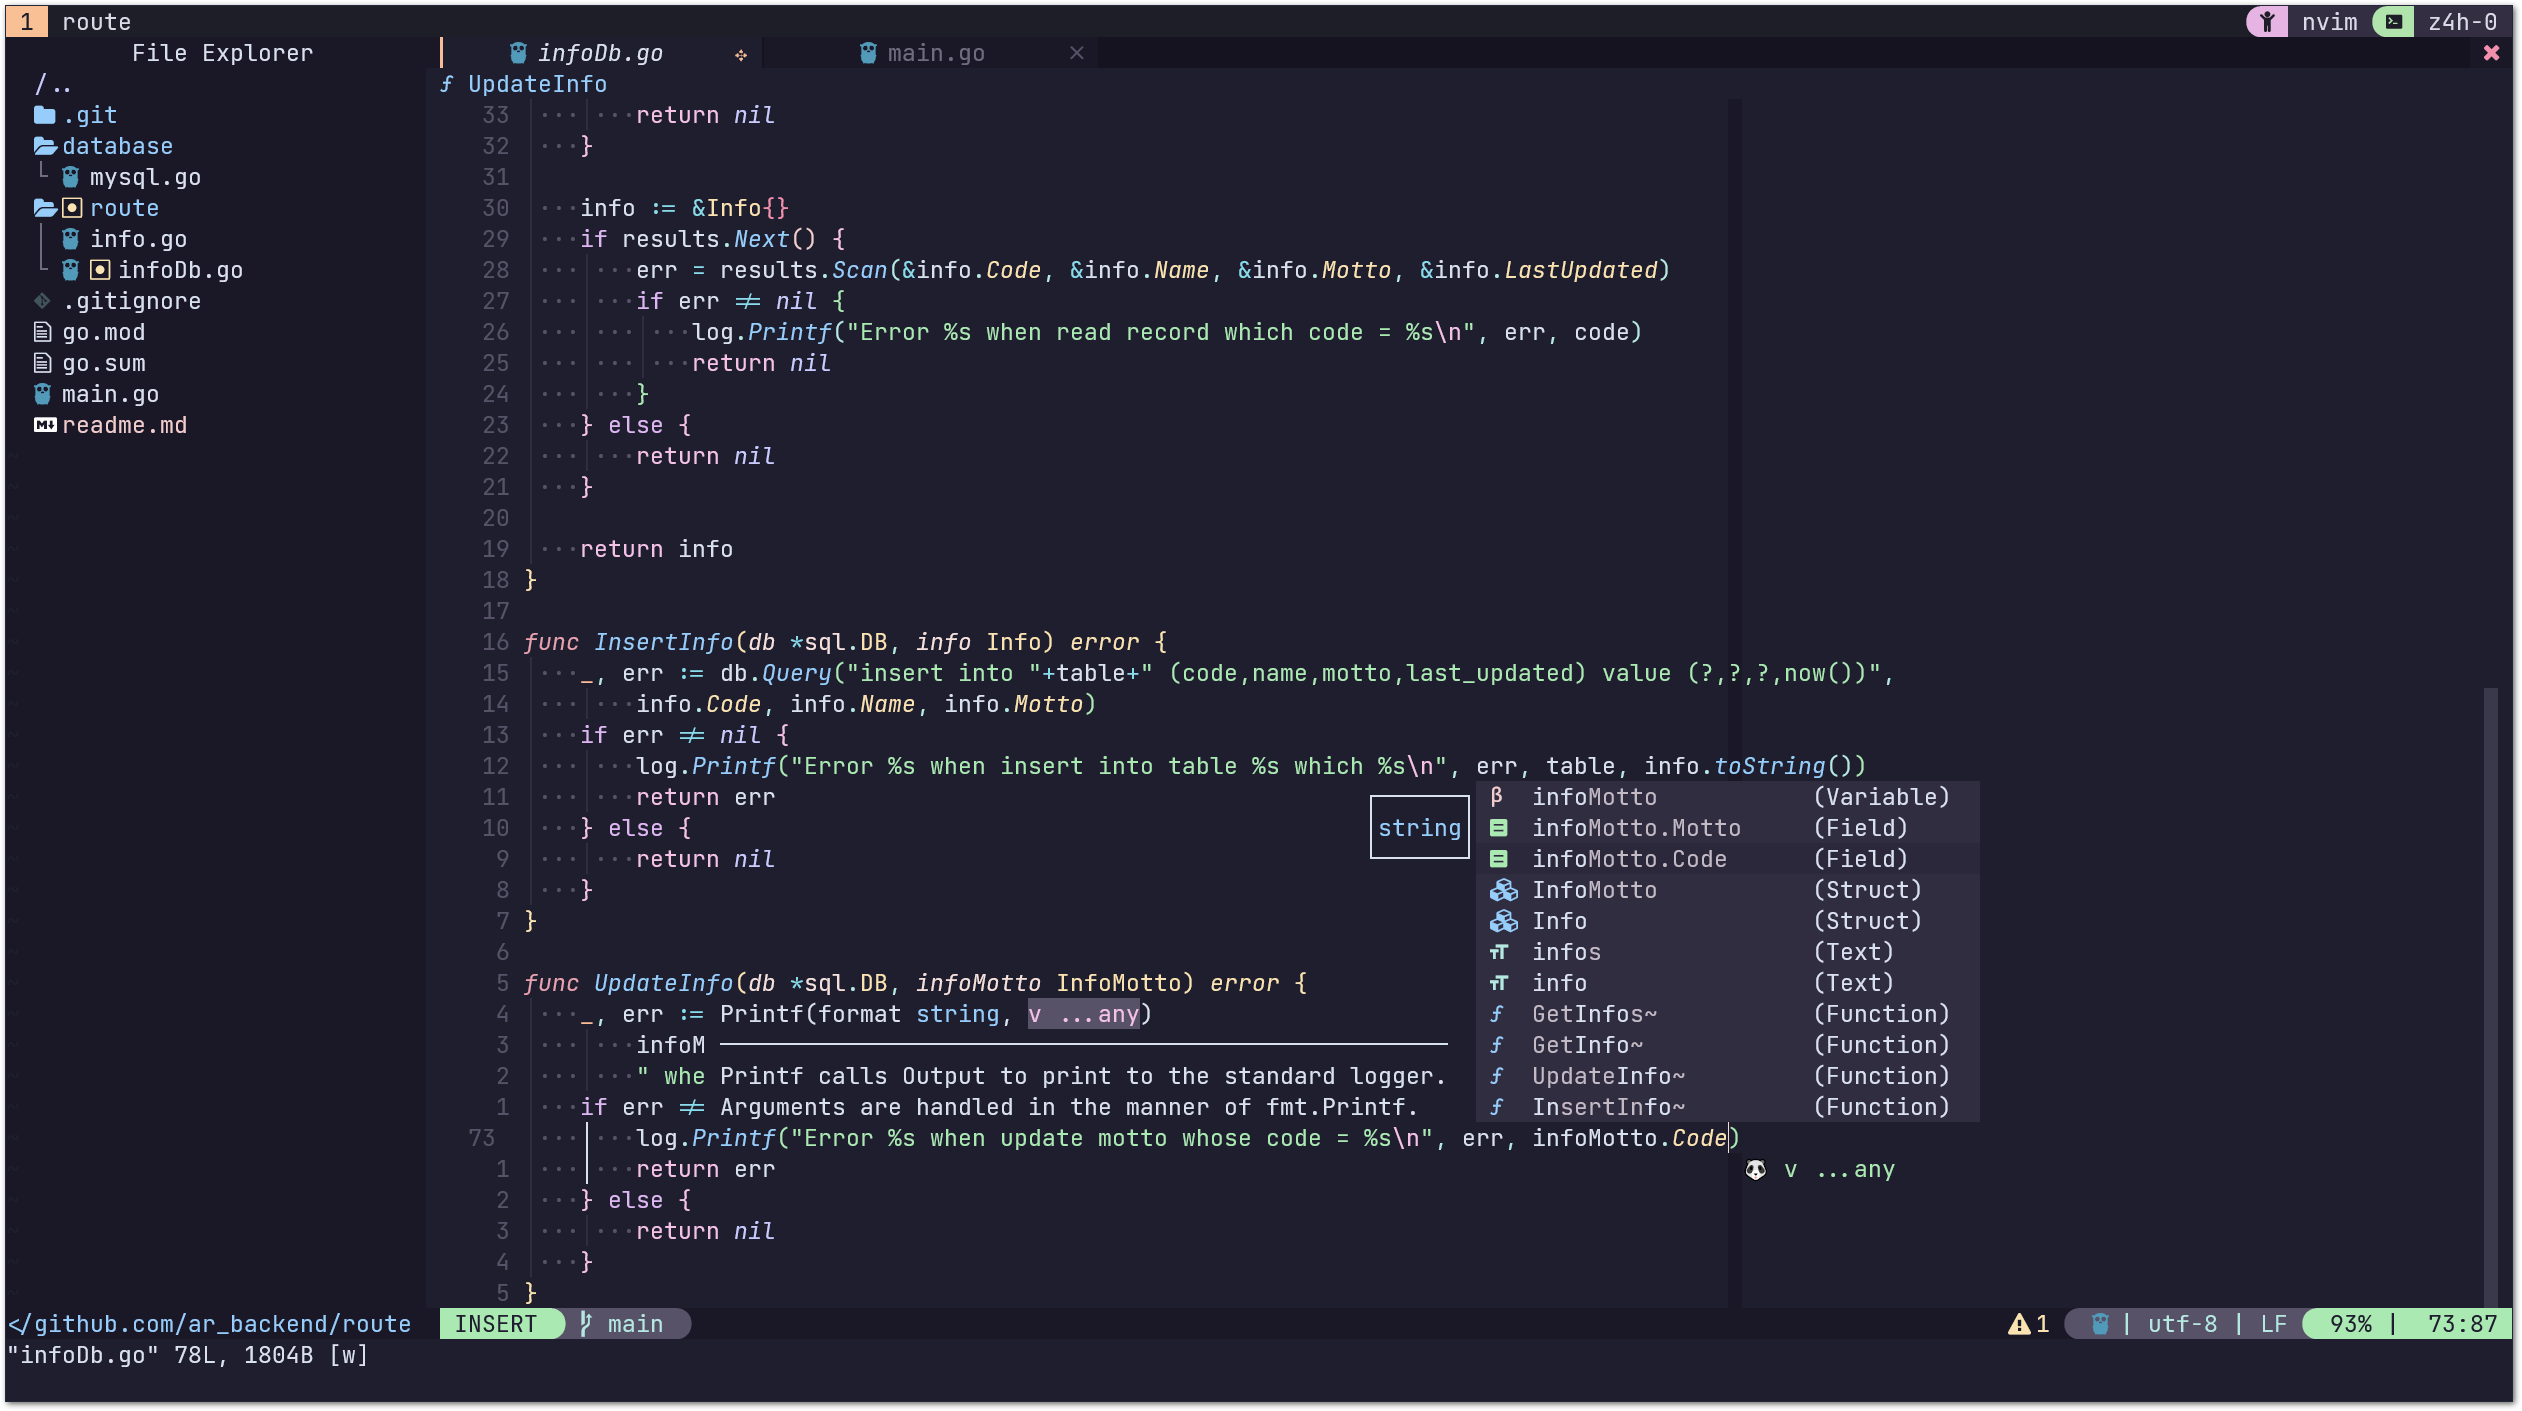 1 route nvim z4h-0
File Explorer infoDb.go main.go
/..
.git
database
mysql.go
route
info.go
infoDb.go
.gitignore
go.mod
go.sum
main.go
readme.md
UpdateInfo
33 return nil
32 }
31
30 info := &Info{}
29 if results.Next() {
28 err = results.Scan(&info.Code, &info.Name, &info.Motto, &info.LastUpdated)
27 if err != nil {
26 log.Printf("Error %s when read record which code = %s\n", err, code)
25 return nil
24 }
23 } else {
22 return nil
21 }
20
19 return info
18 }
17
16 func InsertInfo(db *sql.DB, info Info) error {
15 _, err := db.Query("insert into "+table+" (code,name,motto,last_updated) value (?,?,?,now())",
14 info.Code, info.Name, info.Motto)
13 if err != nil {
12 log.Printf("Error %s when insert into table %s which %s\n", err, table, info.toString())
11 return err
10 } else {
9 return nil
8 }
7 }
6
5 func UpdateInfo(db *sql.DB, infoMotto InfoMotto) error {
4 _, err := Printf(format string, v ...any)
3 infoM
2 " whe Printf calls Output to print to the standard logger.
1 if err != Arguments are handled in the manner of fmt.Printf.
73 log.Printf("Error %s when update motto whose code = %s\n", err, infoMotto.Code)
1 return err
2 } else {
3 return nil
4 }
5 }
string
β infoMotto (Variable)
infoMotto.Motto (Field)
infoMotto.Code (Field)
InfoMotto (Struct)
Info (Struct)
infos (Text)
info (Text)
GetInfos~ (Function)
GetInfo~ (Function)
UpdateInfo~ (Function)
InsertInfo~ (Function)
🐼 v ...any
</github.com/ar_backend/route INSERT main 1 | utf-8 | LF 93% | 73:87
"infoDb.go" 78L, 1804B [w]